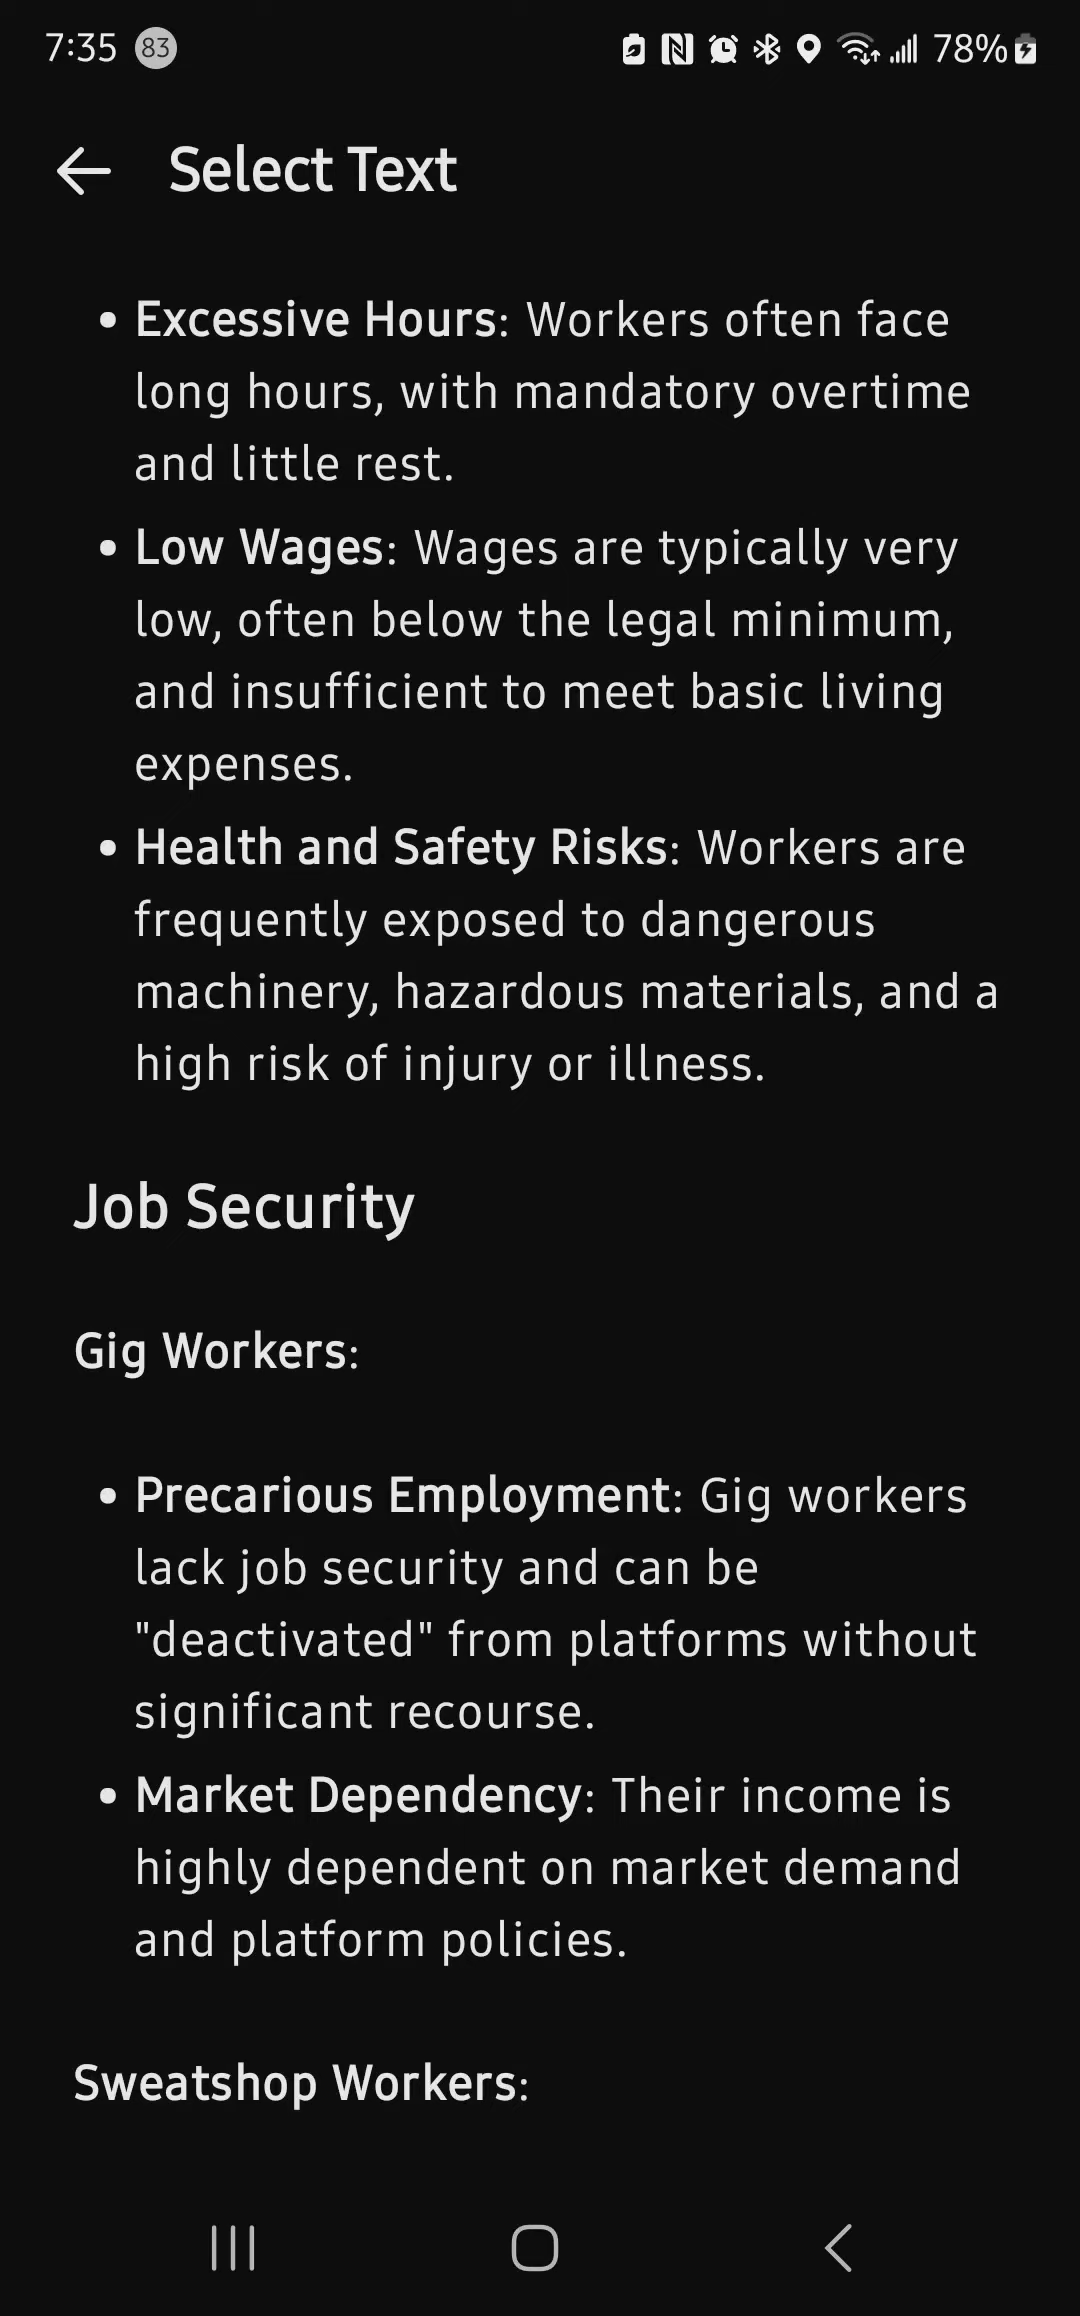 7:35 83 78%
Select Text
• Excessive Hours: Workers often face
long hours, with mandatory overtime
and little rest.
• Low Wages: Wages are typically very
low, often below the legal minimum,
and insufficient to meet basic living
expenses.
• Health and Safety Risks: Workers are
frequently exposed to dangerous
machinery, hazardous materials, and a
high risk of injury or illness.
Job Security
Gig Workers:
• Precarious Employment: Gig workers
lack job security and can be
"deactivated" from platforms without
significant recourse.
• Market Dependency: Their income is
highly dependent on market demand
and platform policies.
Sweatshop Workers: